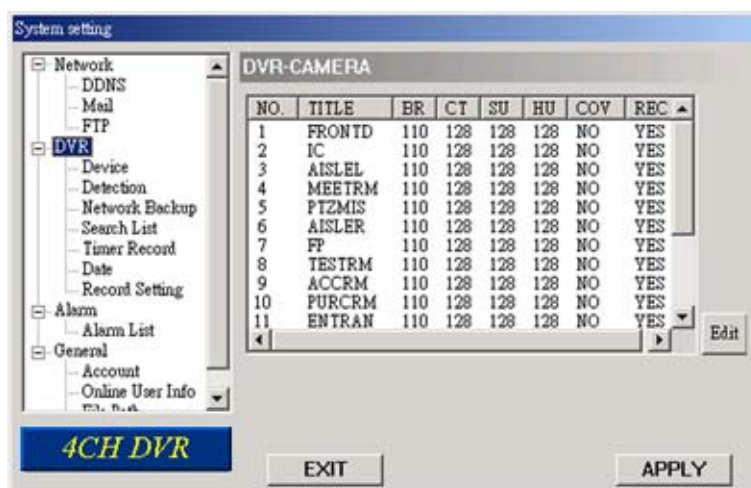 System setting
Network
DDNS
Mail
FTP
DVR
Device
Detection
Network Backup
Search List
Timer Record
Date
Record Setting
Alarm
Alarm List
General
Account
Online User Info
File Path
4CH DVR
DVR-CAMERA
NO. TITLE BR CT SU HU COV REC
1 FRONTD 110 128 128 128 NO YES
2 IC 110 128 128 128 NO YES
3 AISLEL 110 128 128 128 NO YES
4 MEETRM 110 128 128 128 NO YES
5 PTZMIS 110 128 128 128 NO YES
6 AISLER 110 128 128 128 NO YES
7 FP 110 128 128 128 NO YES
8 TESTRM 110 128 128 128 NO YES
9 ACCRM 110 128 128 128 NO YES
10 PURCRM 110 128 128 128 NO YES
11 ENTRAN 110 128 128 128 NO YES
Edit
EXIT
APPLY